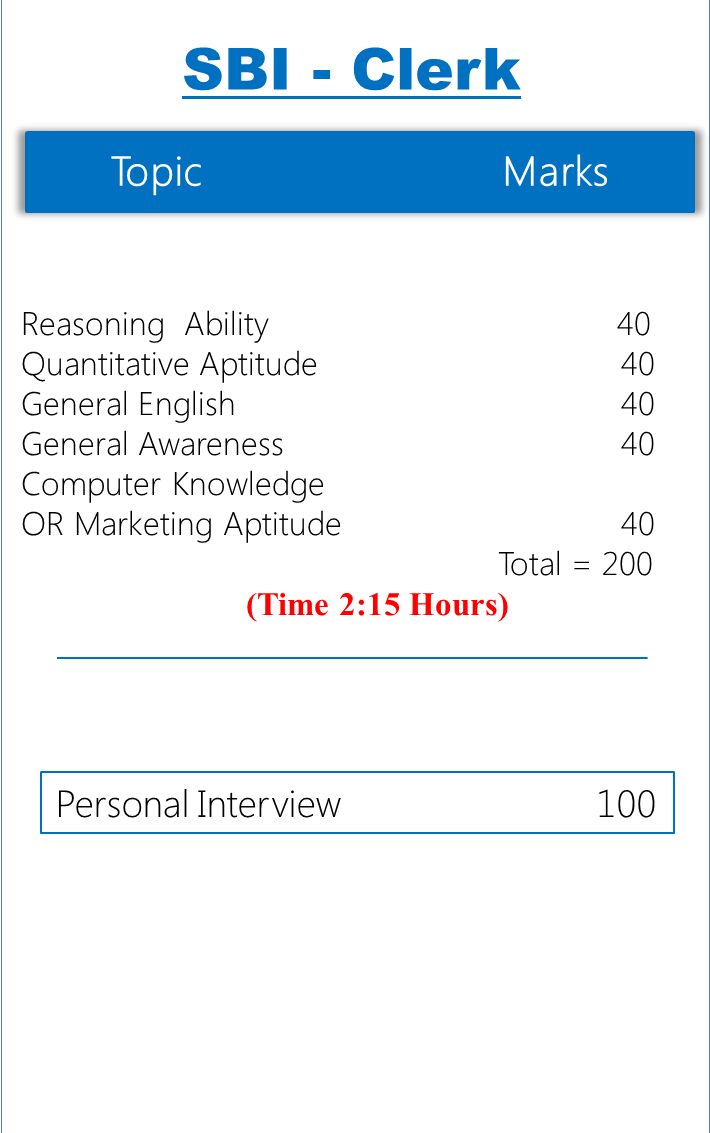 SBI - Clerk
Topic Marks
Reasoning Ability 40
Quantitative Aptitude 40
General English 40
General Awareness 40
Computer Knowledge
OR Marketing Aptitude 40
Total = 200
(Time 2:15 Hours)
Personal Interview 100